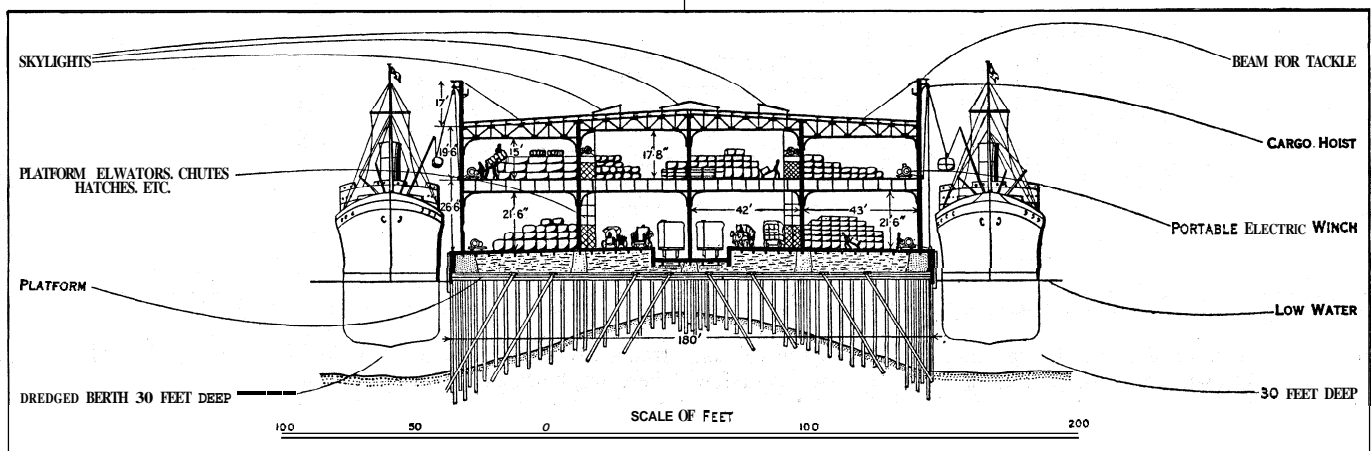 SKYLIGHTS
BEAM FOR TACKLE
17'
CARGO HOIST
19'6"
15'
17'8"
PLATFORM ELWATORS. CHUTES
HATCHES. ETC.
26'6"
21'6"
42'
43'
21'6"
PORTABLE ELECTRIC WINCH
PLATFORM
LOW WATER
180'
DREDGED BERTH 30 FEET DEEP
30 FEET DEEP
SCALE OF FEET
100 50 0 100 200